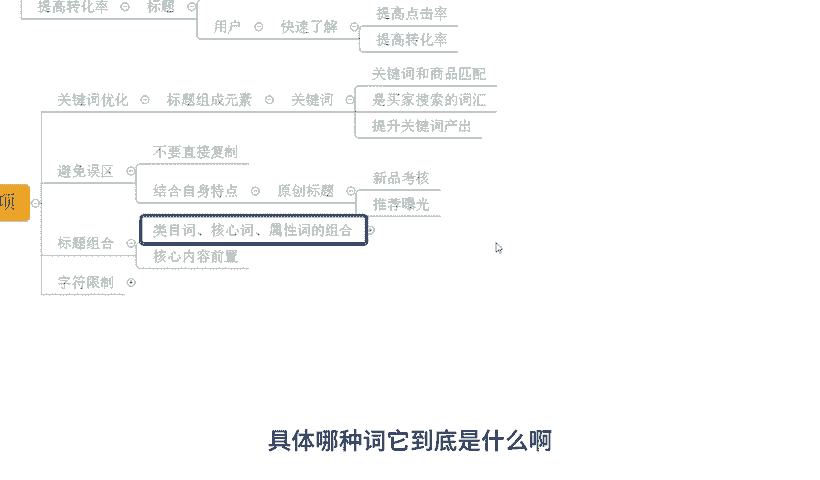 提高转化率 标题
提高点击率
用户 快速了解
提高转化率
关键词和商品匹配
关键词优化 标题组成元素 关键词 是买家搜索的词汇
提升关键词产出
不要直接复制
避免误区
新品考核
结合自身特点 原创标题
项
推荐曝光
类目词、核心词、属性词的组合
标题组合
核心内容前置
字符限制
具体哪种词它到底是什么啊